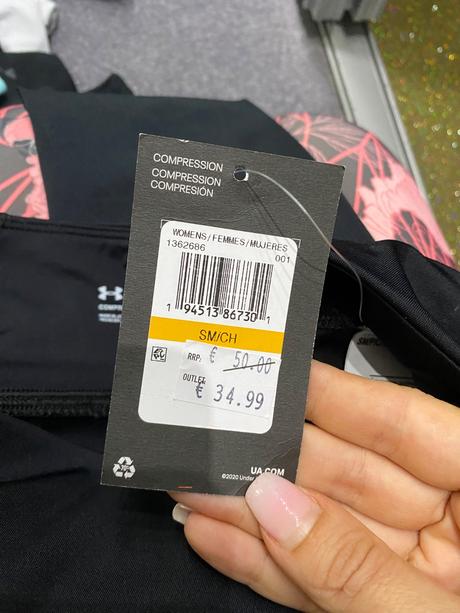 COMPRESSION
COMPRESSION
COMPRESIÓN
WOMENS/FEMMES/MUJERES
1362686 001
1 94513 86730 1
SM/CH
RRP: € 50.00
OUTLET
€ 34.99
UA.COM
©2020 Under
SM/P